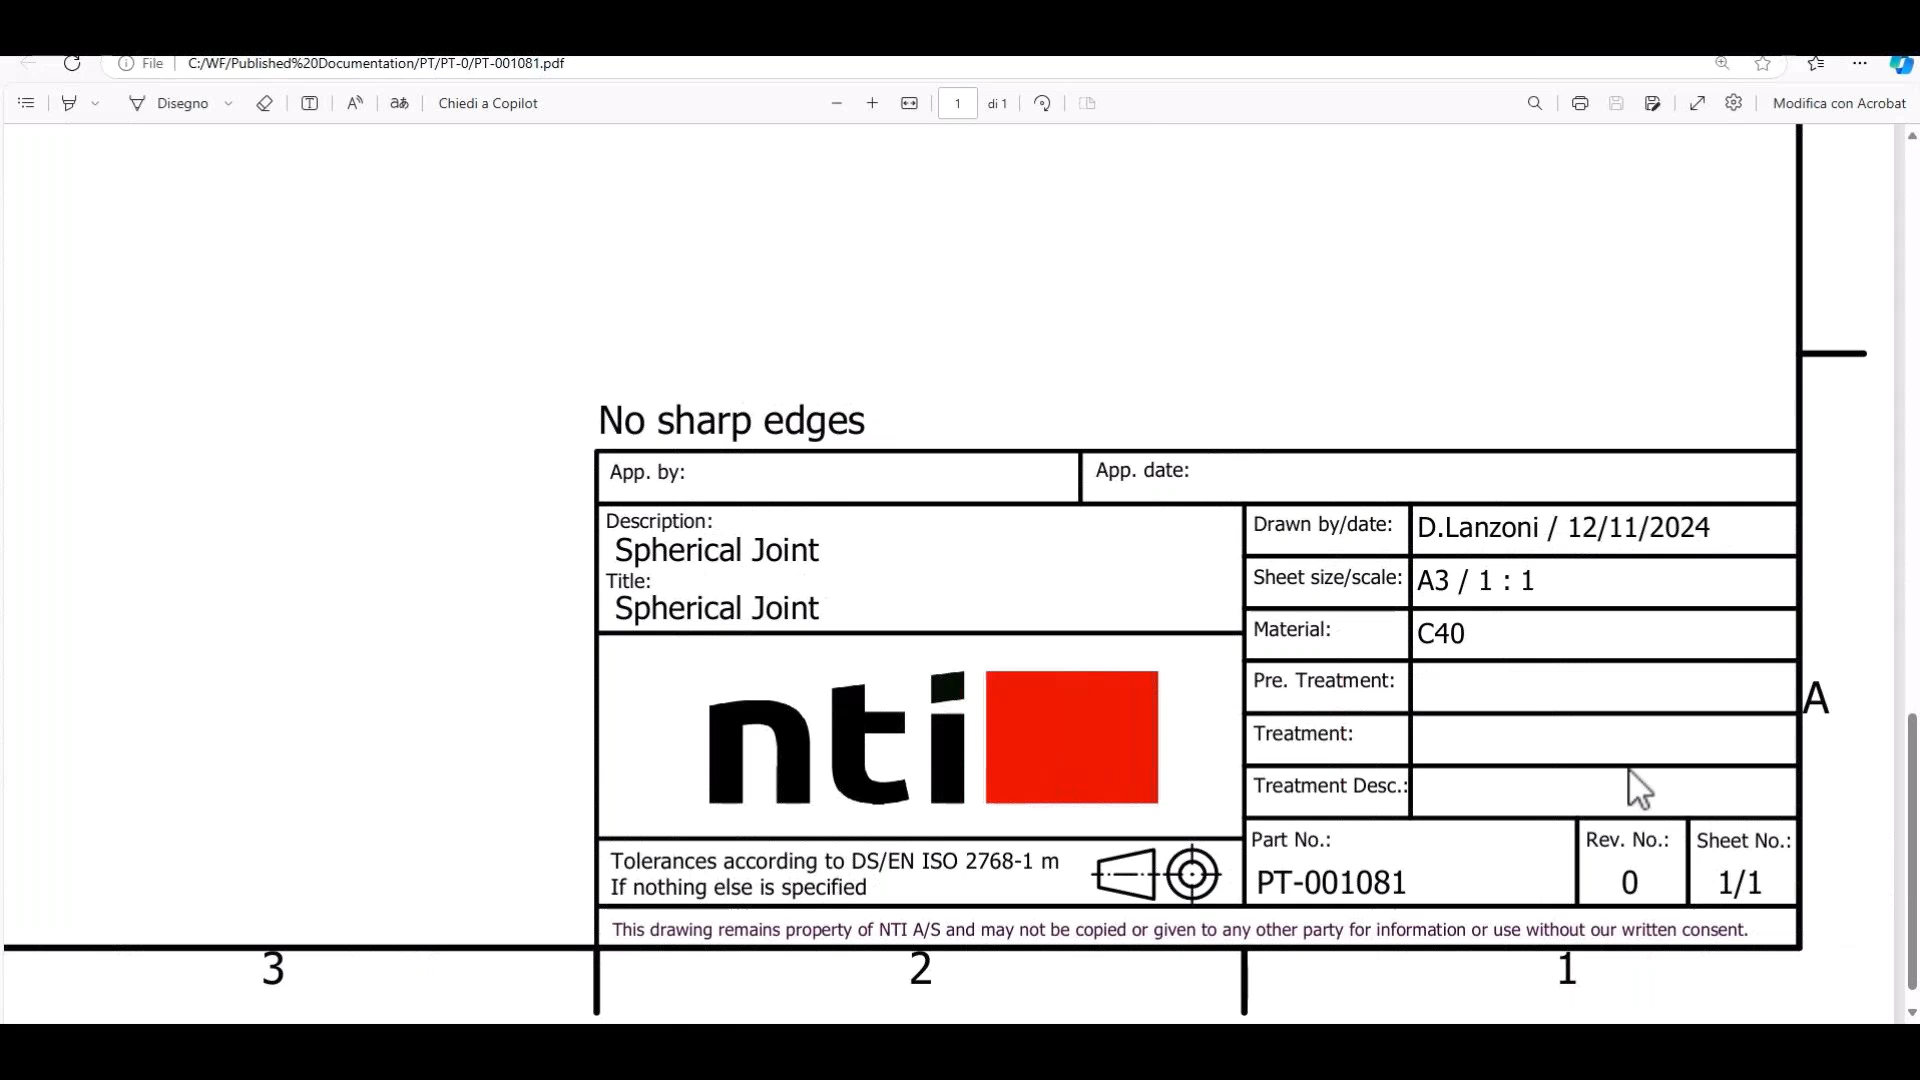 File C:/WF/Published%20Documentation/PT/PT-0/PT-001081.pdf
Disegno Chiedi a Copilot 1 di 1 Modifica con Acrobat
No sharp edges
App. by: App. date:
Description:
Spherical Joint
Title:
Spherical Joint
Drawn by/date: D.Lanzoni / 12/11/2024
Sheet size/scale: A3 / 1 : 1
Material: C40
Pre. Treatment:
Treatment:
Treatment Desc.:
A
nti
Tolerances according to DS/EN ISO 2768-1 m
If nothing else is specified
Part No.: Rev. No.: Sheet No.:
PT-001081 0 1/1
This drawing remains property of NTI A/S and may not be copied or given to any other party for information or use without our written consent.
3 2 1